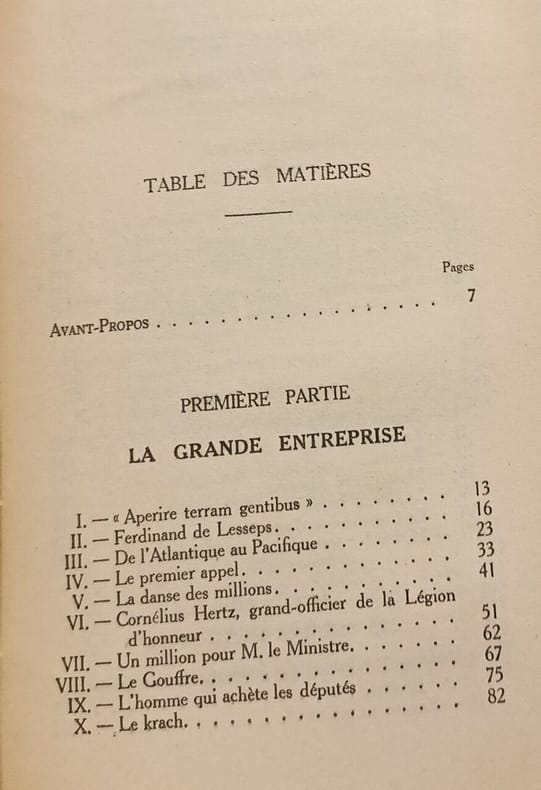 TABLE DES MATIÈRES
Pages
AVANT-PROPOS . . . . . . . . . . . . . . . . . . 7
PREMIÈRE PARTIE
LA GRANDE ENTREPRISE
I. — « Aperire terram gentibus » . . . . . . . . 13
II. — Ferdinand de Lesseps. . . . . . . . . . . 16
III. — De l'Atlantique au Pacifique . . . . . . . . 23
IV. — Le premier appel. . . . . . . . . . . . . 33
V. — La danse des millions. . . . . . . . . . . 41
VI. — Cornélius Hertz, grand-officier de la Légion
d'honneur . . . . . . . . . . . . . . 51
VII. — Un million pour M. le Ministre. . . . . . . 62
VIII. — Le Gouffre. . . . . . . . . . . . . . . 67
IX. — L'homme qui achète les députés . . . . . . 75
X. — Le krach. . . . . . . . . . . . . . . . 82